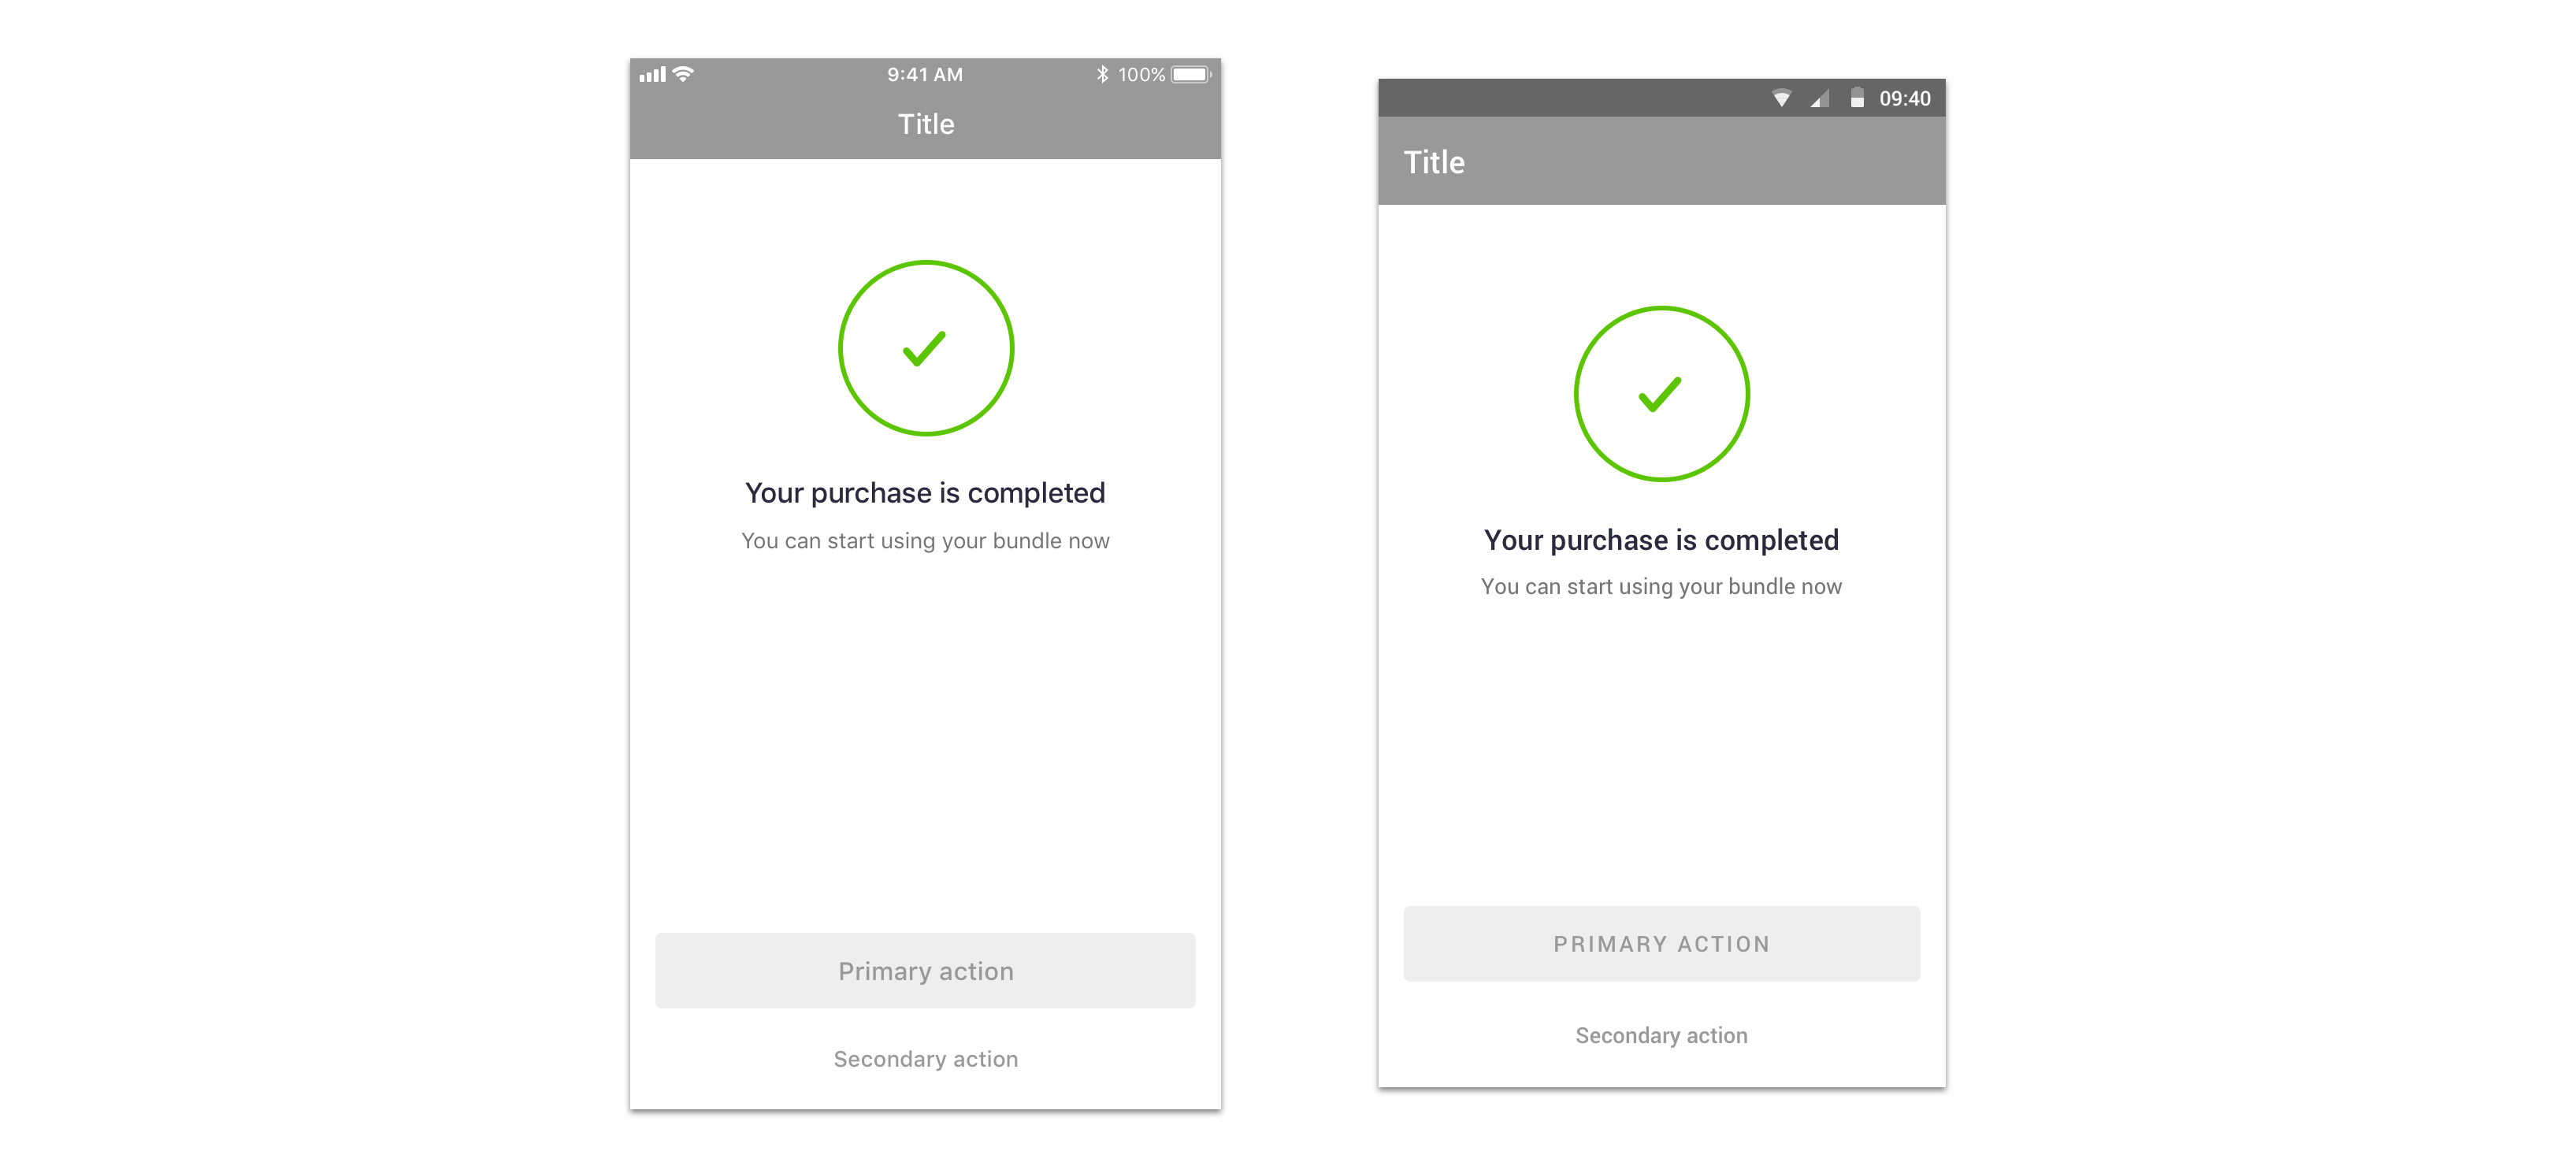 9:41 AM
100%
Title
Your purchase is completed
You can start using your bundle now
Primary action
Secondary action
09:40
Title
Your purchase is completed
You can start using your bundle now
PRIMARY ACTION
Secondary action